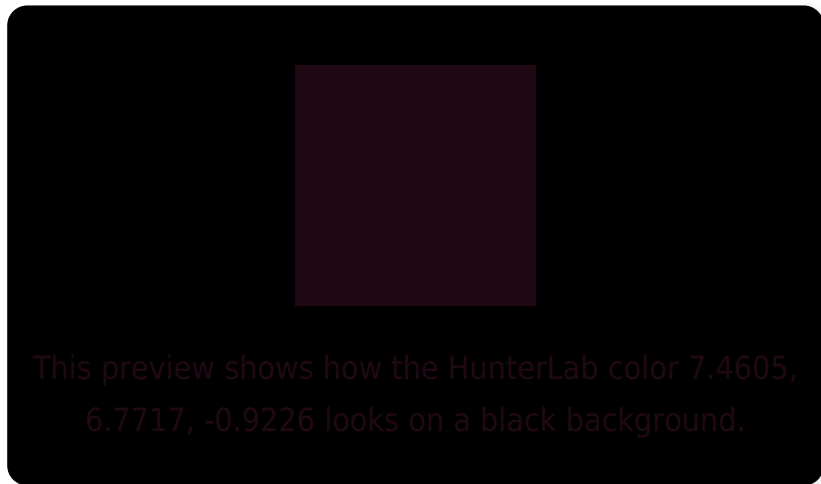 This preview shows how the HunterLab color 7.4605,
6.7717, -0.9226 looks on a black background.